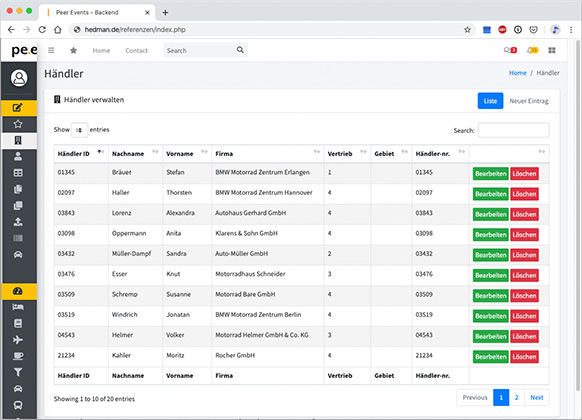 Peer Events – Backend
hedman.de/referenzen/index.php
pe.e
Home Contact Search
Händler
Home / Händler
Händler verwalten
Liste Neuer Eintrag
Show 10 entries Search:
Händler ID Nachname Vorname Firma Vertrieb Gebiet Händler-nr.
01345 Bräuer Stefan BMW Motorrad Zentrum Erlangen 1 01345 Bearbeiten Löschen
02097 Haller Thorsten BMW Motorrad Zentrum Hannover 4 02097 Bearbeiten Löschen
03843 Lorenz Alexandra Autohaus Gerhard GmbH 4 03843 Bearbeiten Löschen
03098 Oppermann Anita Klarens & Sohn GmbH 4 03098 Bearbeiten Löschen
03432 Müller-Dampf Sandra Auto-Müller GmbH 2 03432 Bearbeiten Löschen
03476 Esser Knut Motorradhaus Schneider 3 03476 Bearbeiten Löschen
03509 Schremp Susanne Motorrad Bare GmbH 4 03509 Bearbeiten Löschen
03519 Windrich Jonatan BMW Motorrad Zentrum Berlin 4 03519 Bearbeiten Löschen
04543 Helmer Volker Motorrad Helmer GmbH & Co. KG 3 04543 Bearbeiten Löschen
21234 Kahler Moritz Rocher GmbH 4 21234 Bearbeiten Löschen
Händler ID Nachname Vorname Firma Vertrieb Gebiet Händler-nr.
Showing 1 to 10 of 20 entries
Previous 1 2 Next